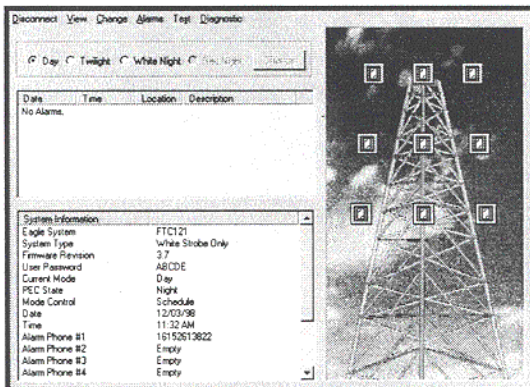 Disconnect View Change Alarms Test Diagnostic
Day Twilight White Night
Date Time Location Description
No Alarms.
System Information
Eagle System FTC121
System Type White Strobe Only
Firmware Revision 3.7
User Password ABCDE
Current Mode Day
PEC State Night
Mode Control Schedule
Date 12/03/98
Time 11:32 AM
Alarm Phone #1 16152613822
Alarm Phone #2 Empty
Alarm Phone #3 Empty
Alarm Phone #4 Empty